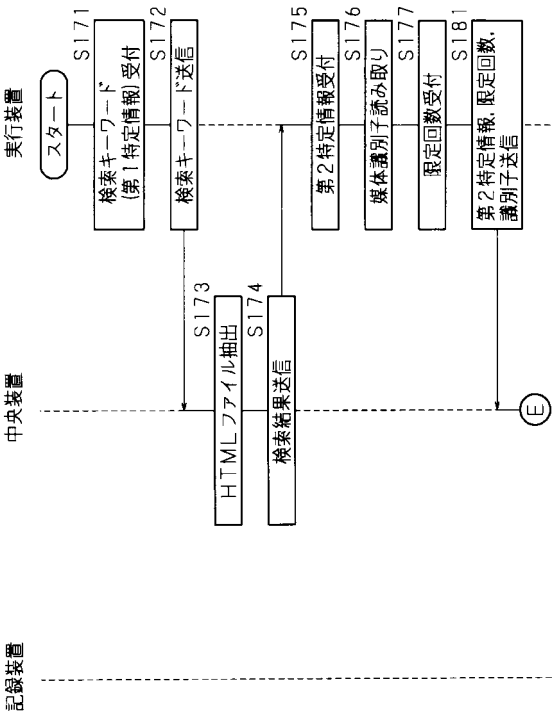 記録装置
中央装置
実行装置
スタート
S171
検索キーワード
(第1特定情報)受付
S172
検索キーワード送信
S173
HTMLファイル抽出
S174
検索結果送信
S175
第2特定情報受付
S176
媒体識別子読み取り
S177
限定回数受付
S181
第2特定情報,限定回数,
識別子送信
E